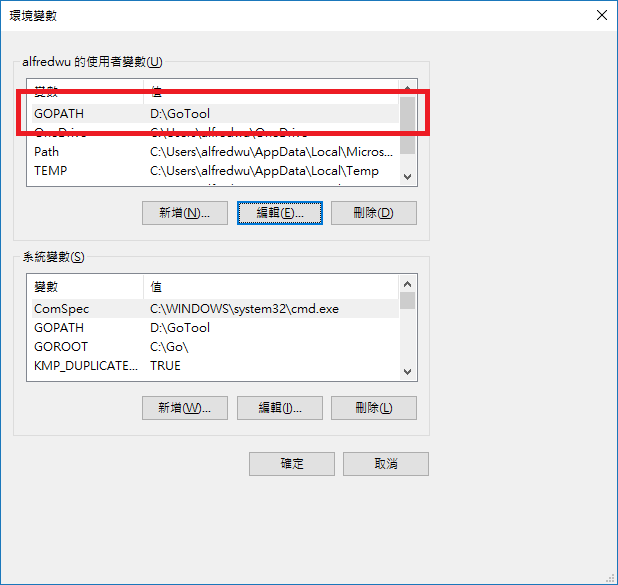 環境變數
alfredwu 的使用者變數(U)
變數 值
GOPATH D:\GoTool
OneDrive C:\Users\alfredwu\OneDrive
Path C:\Users\alfredwu\AppData\Local\Micros...
TEMP C:\Users\alfredwu\AppData\Local\Temp
新增(N)... 編輯(E)... 刪除(D)
系統變數(S)
變數 值
ComSpec C:\WINDOWS\system32\cmd.exe
GOPATH D:\GoTool
GOROOT C:\Go\
KMP_DUPLICATE... TRUE
新增(W)... 編輯(I)... 刪除(L)
確定 取消